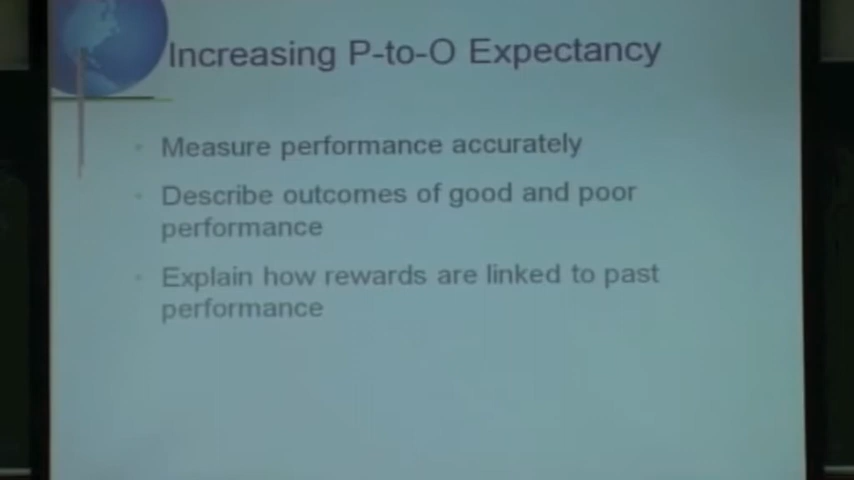 Increasing P-to-O Expectancy
Measure performance accurately
Describe outcomes of good and poor
performance
Explain how rewards are linked to past
performance